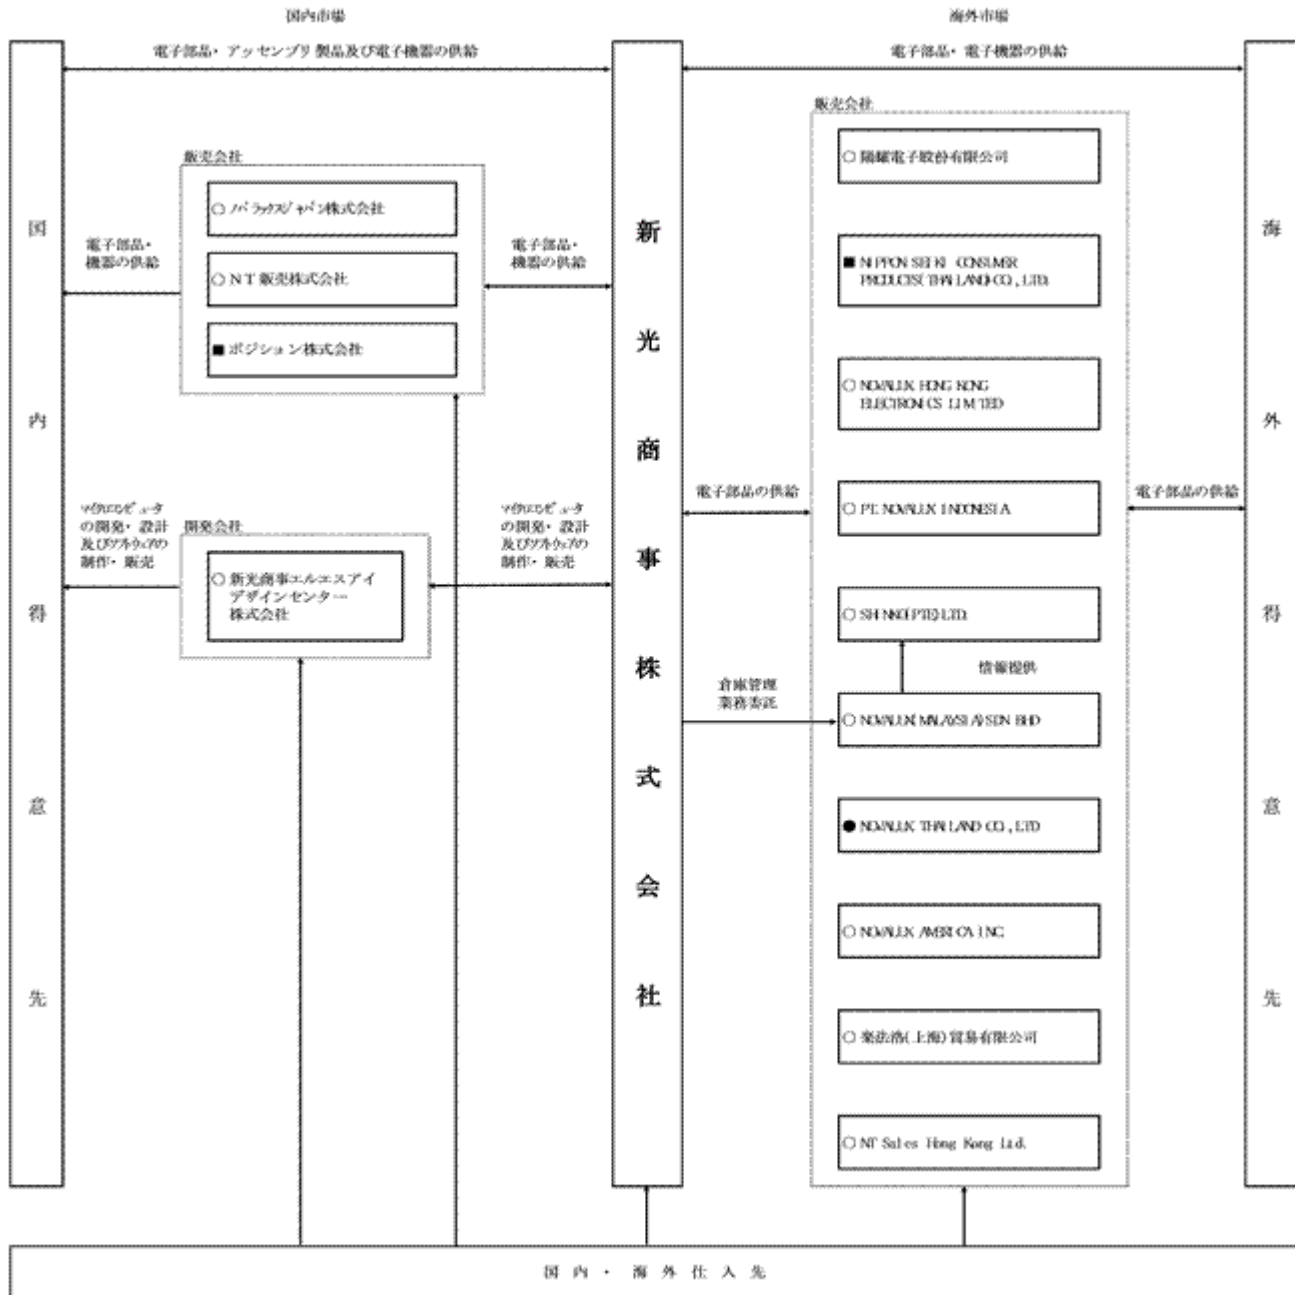 国内市場
海外市場
電子部品・アッセンブリ製品及び電子機器の供給
電子部品・電子機器の供給
国内得意先
販売会社
○ノバラックスジャパン株式会社
○NT販売株式会社
■ポジション株式会社
電子部品・
機器の供給
電子部品・
機器の供給
マイクロコンピュータ
の開発・設計
及びソフトウェアの
制作・販売
開発会社
○新光商事エルエスアイ
デザインセンター
株式会社
マイクロコンピュータ
の開発・設計
及びソフトウェアの
制作・販売
新光商事株式会社
電子部品の供給
倉庫管理
業務委託
販売会社
○陽耀電子股份有限公司
■NIPPON SEIKI CONSUMER
PRODUCTS(THAILAND)CO.,LTD.
○NOVALUX HONG KONG
ELECTRONICS LIMITED
○PT. NOVALUX INDONESIA
○SHINKO(PTE)LTD.
情報提供
○NOVALUX(MALAYSIA)SDN BHD
●NOVALUX THAILAND CO.,LTD
○NOVALUX AMERICA INC.
○楽法洛(上海)貿易有限公司
○NT Sales Hong Kong Ltd.
電子部品の供給
海外得意先
国内・海外仕入先